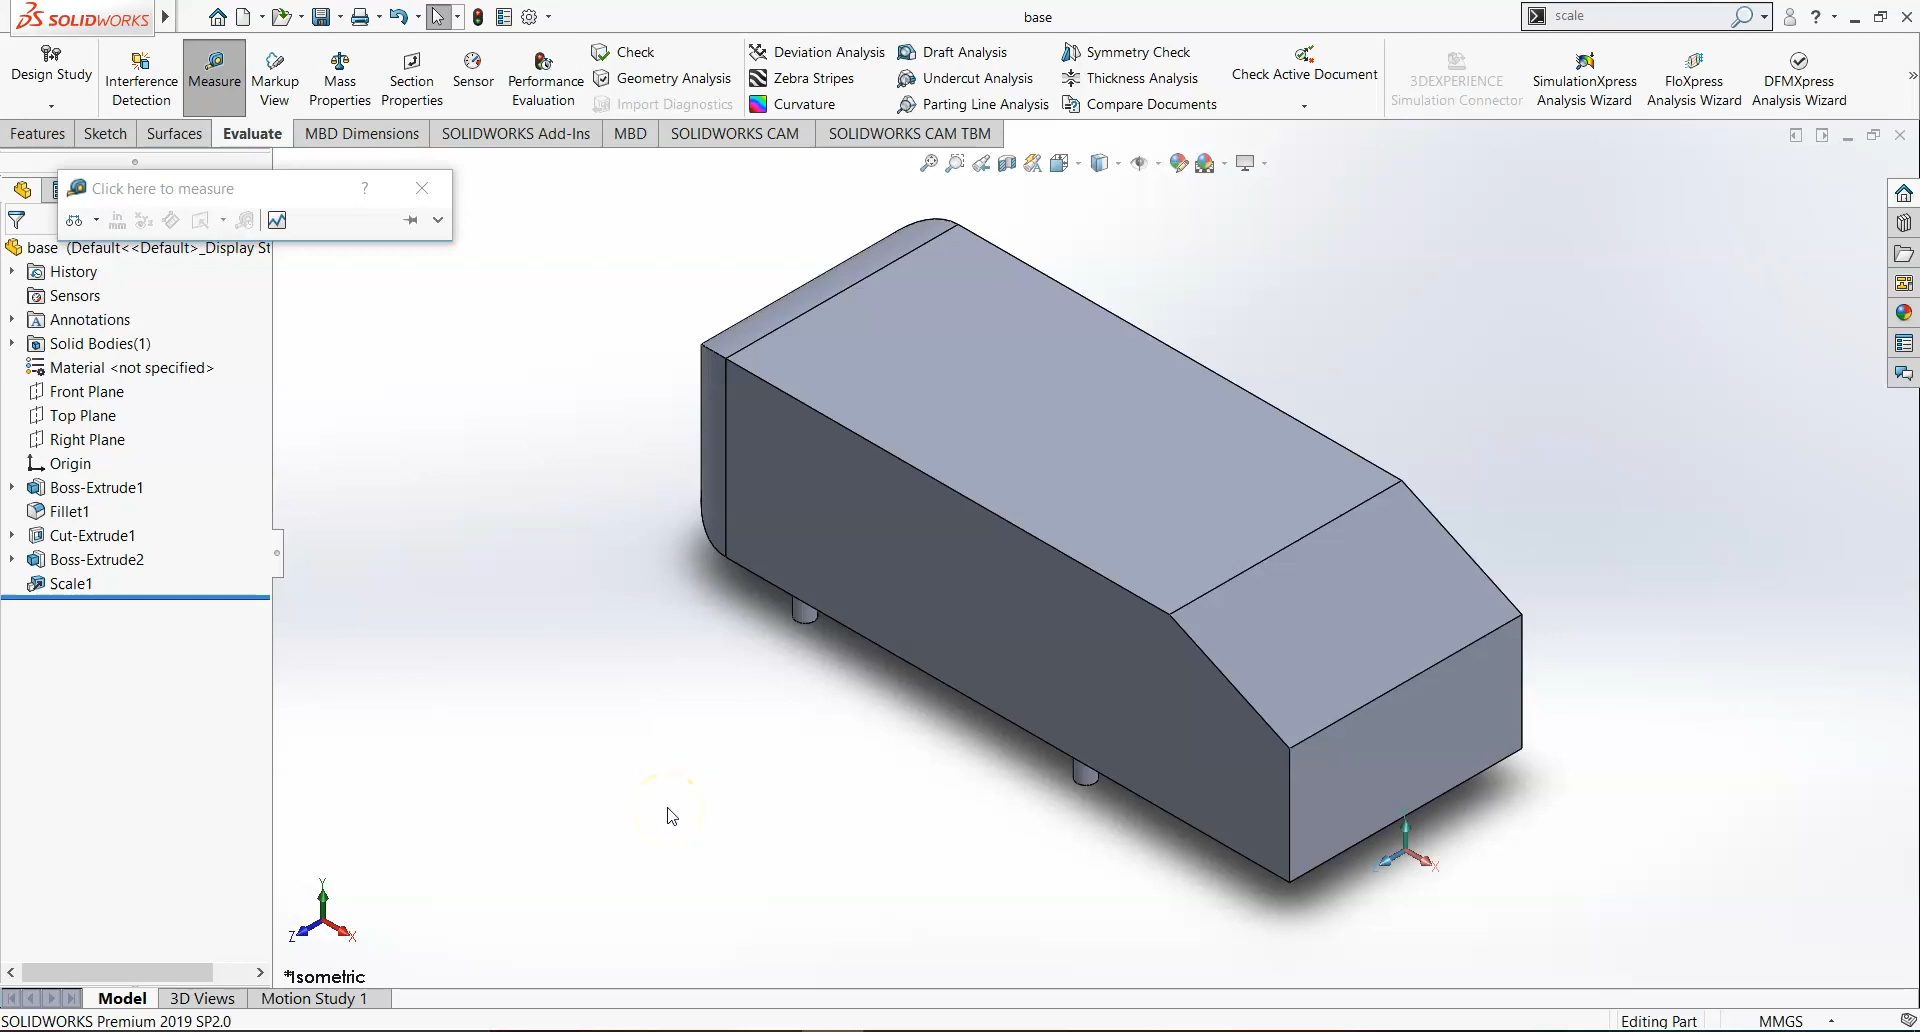 SOLIDWORKS
base
scale
Design Study
Interference Detection
Measure
Markup View
Mass Properties
Section Properties
Sensor
Performance Evaluation
Check
Geometry Analysis
Import Diagnostics
Deviation Analysis
Zebra Stripes
Curvature
Draft Analysis
Undercut Analysis
Parting Line Analysis
Symmetry Check
Thickness Analysis
Compare Documents
Check Active Document
3DEXPERIENCE Simulation Connector
SimulationXpress Analysis Wizard
FloXpress Analysis Wizard
DFMXpress Analysis Wizard
Features
Sketch
Surfaces
Evaluate
MBD Dimensions
SOLIDWORKS Add-Ins
MBD
SOLIDWORKS CAM
SOLIDWORKS CAM TBM
Click here to measure ?
in
mm
base (Default<<Default>_Display St
History
Sensors
Annotations
Solid Bodies(1)
Material <not specified>
Front Plane
Top Plane
Right Plane
Origin
Boss-Extrude1
Fillet1
Cut-Extrude1
Boss-Extrude2
Scale1
Y
Z
X
X
*Isometric
Model
3D Views
Motion Study 1
SOLIDWORKS Premium 2019 SP2.0
Editing Part
MMGS